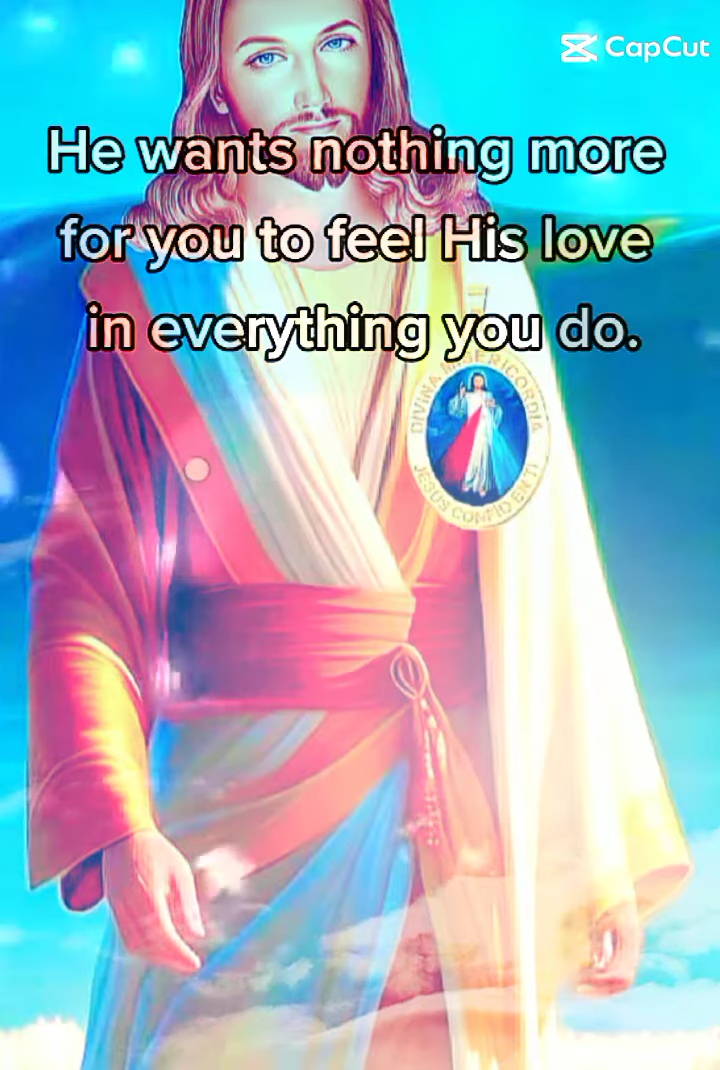 CapCut
He wants nothing more
for you to feel His love
in everything you do.
DIVINA MISERICORDIA
JESUS CONFIO EN TI